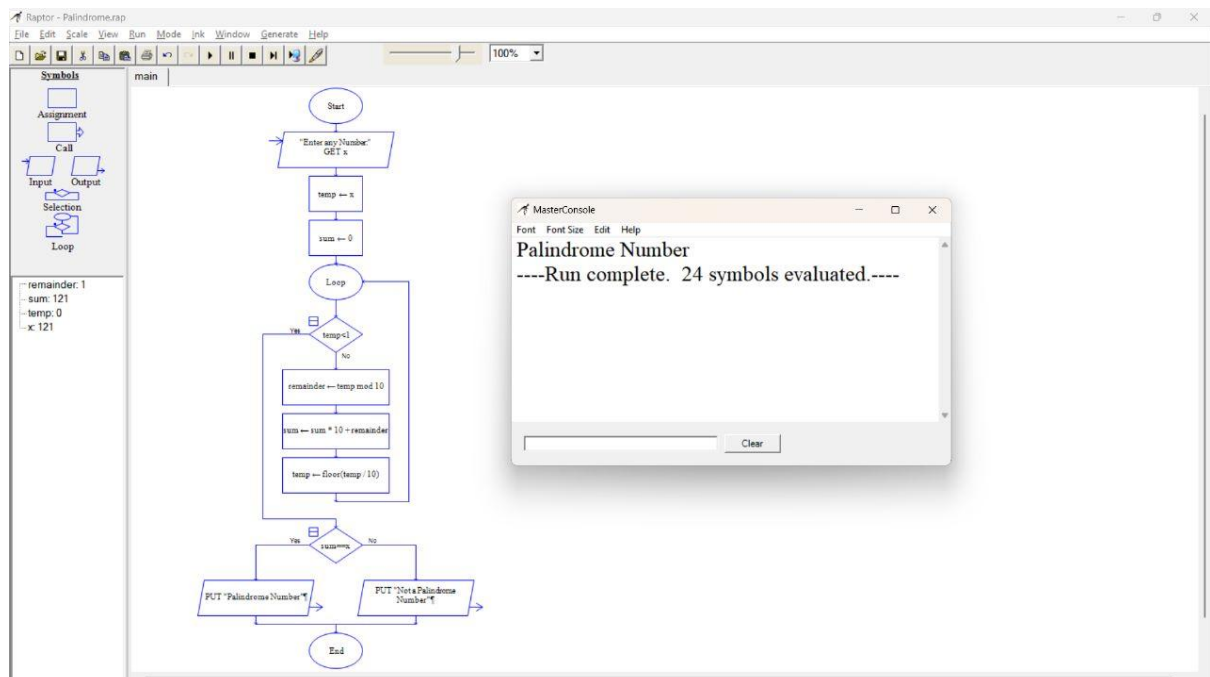 Raptor - Palindrome.rap
File Edit Scale View Run Mode Ink Window Generate Help
100%
Symbols
Assignment
Call
Input Output
Selection
Loop
remainder: 1
sum: 121
temp: 0
x: 121
main
Start
"Enter any Number:"
GET x
temp ← x
sum ← 0
Loop
temp<1
Yes
No
remainder ← temp mod 10
sum ← sum * 10 + remainder
temp ← floor(temp / 10)
sum==x
Yes
No
PUT "Palindrome Number"¶
PUT "Not a Palindrome
Number"¶
End
MasterConsole
Font Font Size Edit Help
Palindrome Number
----Run complete. 24 symbols evaluated.----
Clear